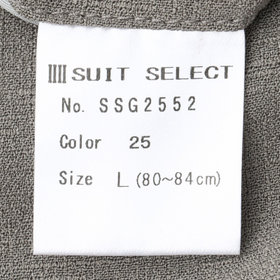 SUIT SELECT
No. SSG2552
Color 25
Size L (80~84cm)